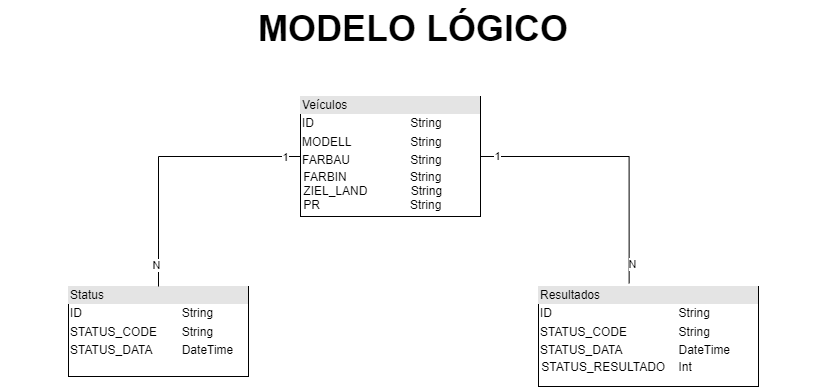 MODELO LÓGICO
Veículos
ID String
MODELL String
FARBAU String
FARBIN String
ZIEL_LAND String
PR String
1
1
N
N
Status
ID String
STATUS_CODE String
STATUS_DATA DateTime
Resultados
ID String
STATUS_CODE String
STATUS_DATA DateTime
STATUS_RESULTADO Int